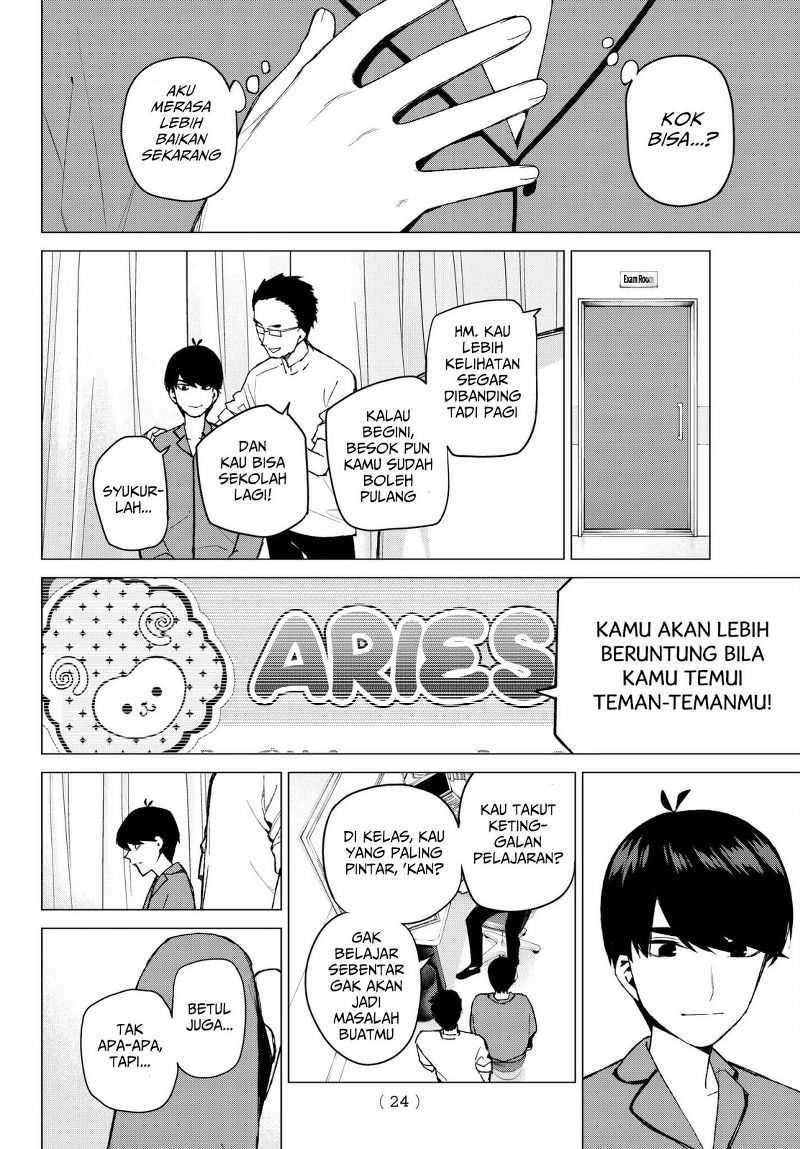 KOK
BISA...?
AKU
MERASA
LEBIH
BAIKAN
SEKARANG
Exam Room
HM. KAU
LEBIH
KELIHATAN
SEGAR
DIBANDING
TADI PAGI
KALAU
BEGINI,
BESOK PUN
KAMU SUDAH
BOLEH
PULANG
DAN
KAU BISA
SEKOLAH
LAGI!
SYUKUR-
LAH...
KAMU AKAN LEBIH
BERUNTUNG BILA
KAMU TEMUI
TEMAN-TEMANMU!
ARIES
KAU TAKUT
KETING-
GALAN
PELAJARAN?
DI KELAS, KAU
YANG PALING
PINTAR, 'KAN?
GAK
BELAJAR
SEBENTAR
GAK AKAN
JADI
MASALAH
BUATMU
BETUL
JUGA...
TAK
APA-APA,
TAPI...
( 24 )